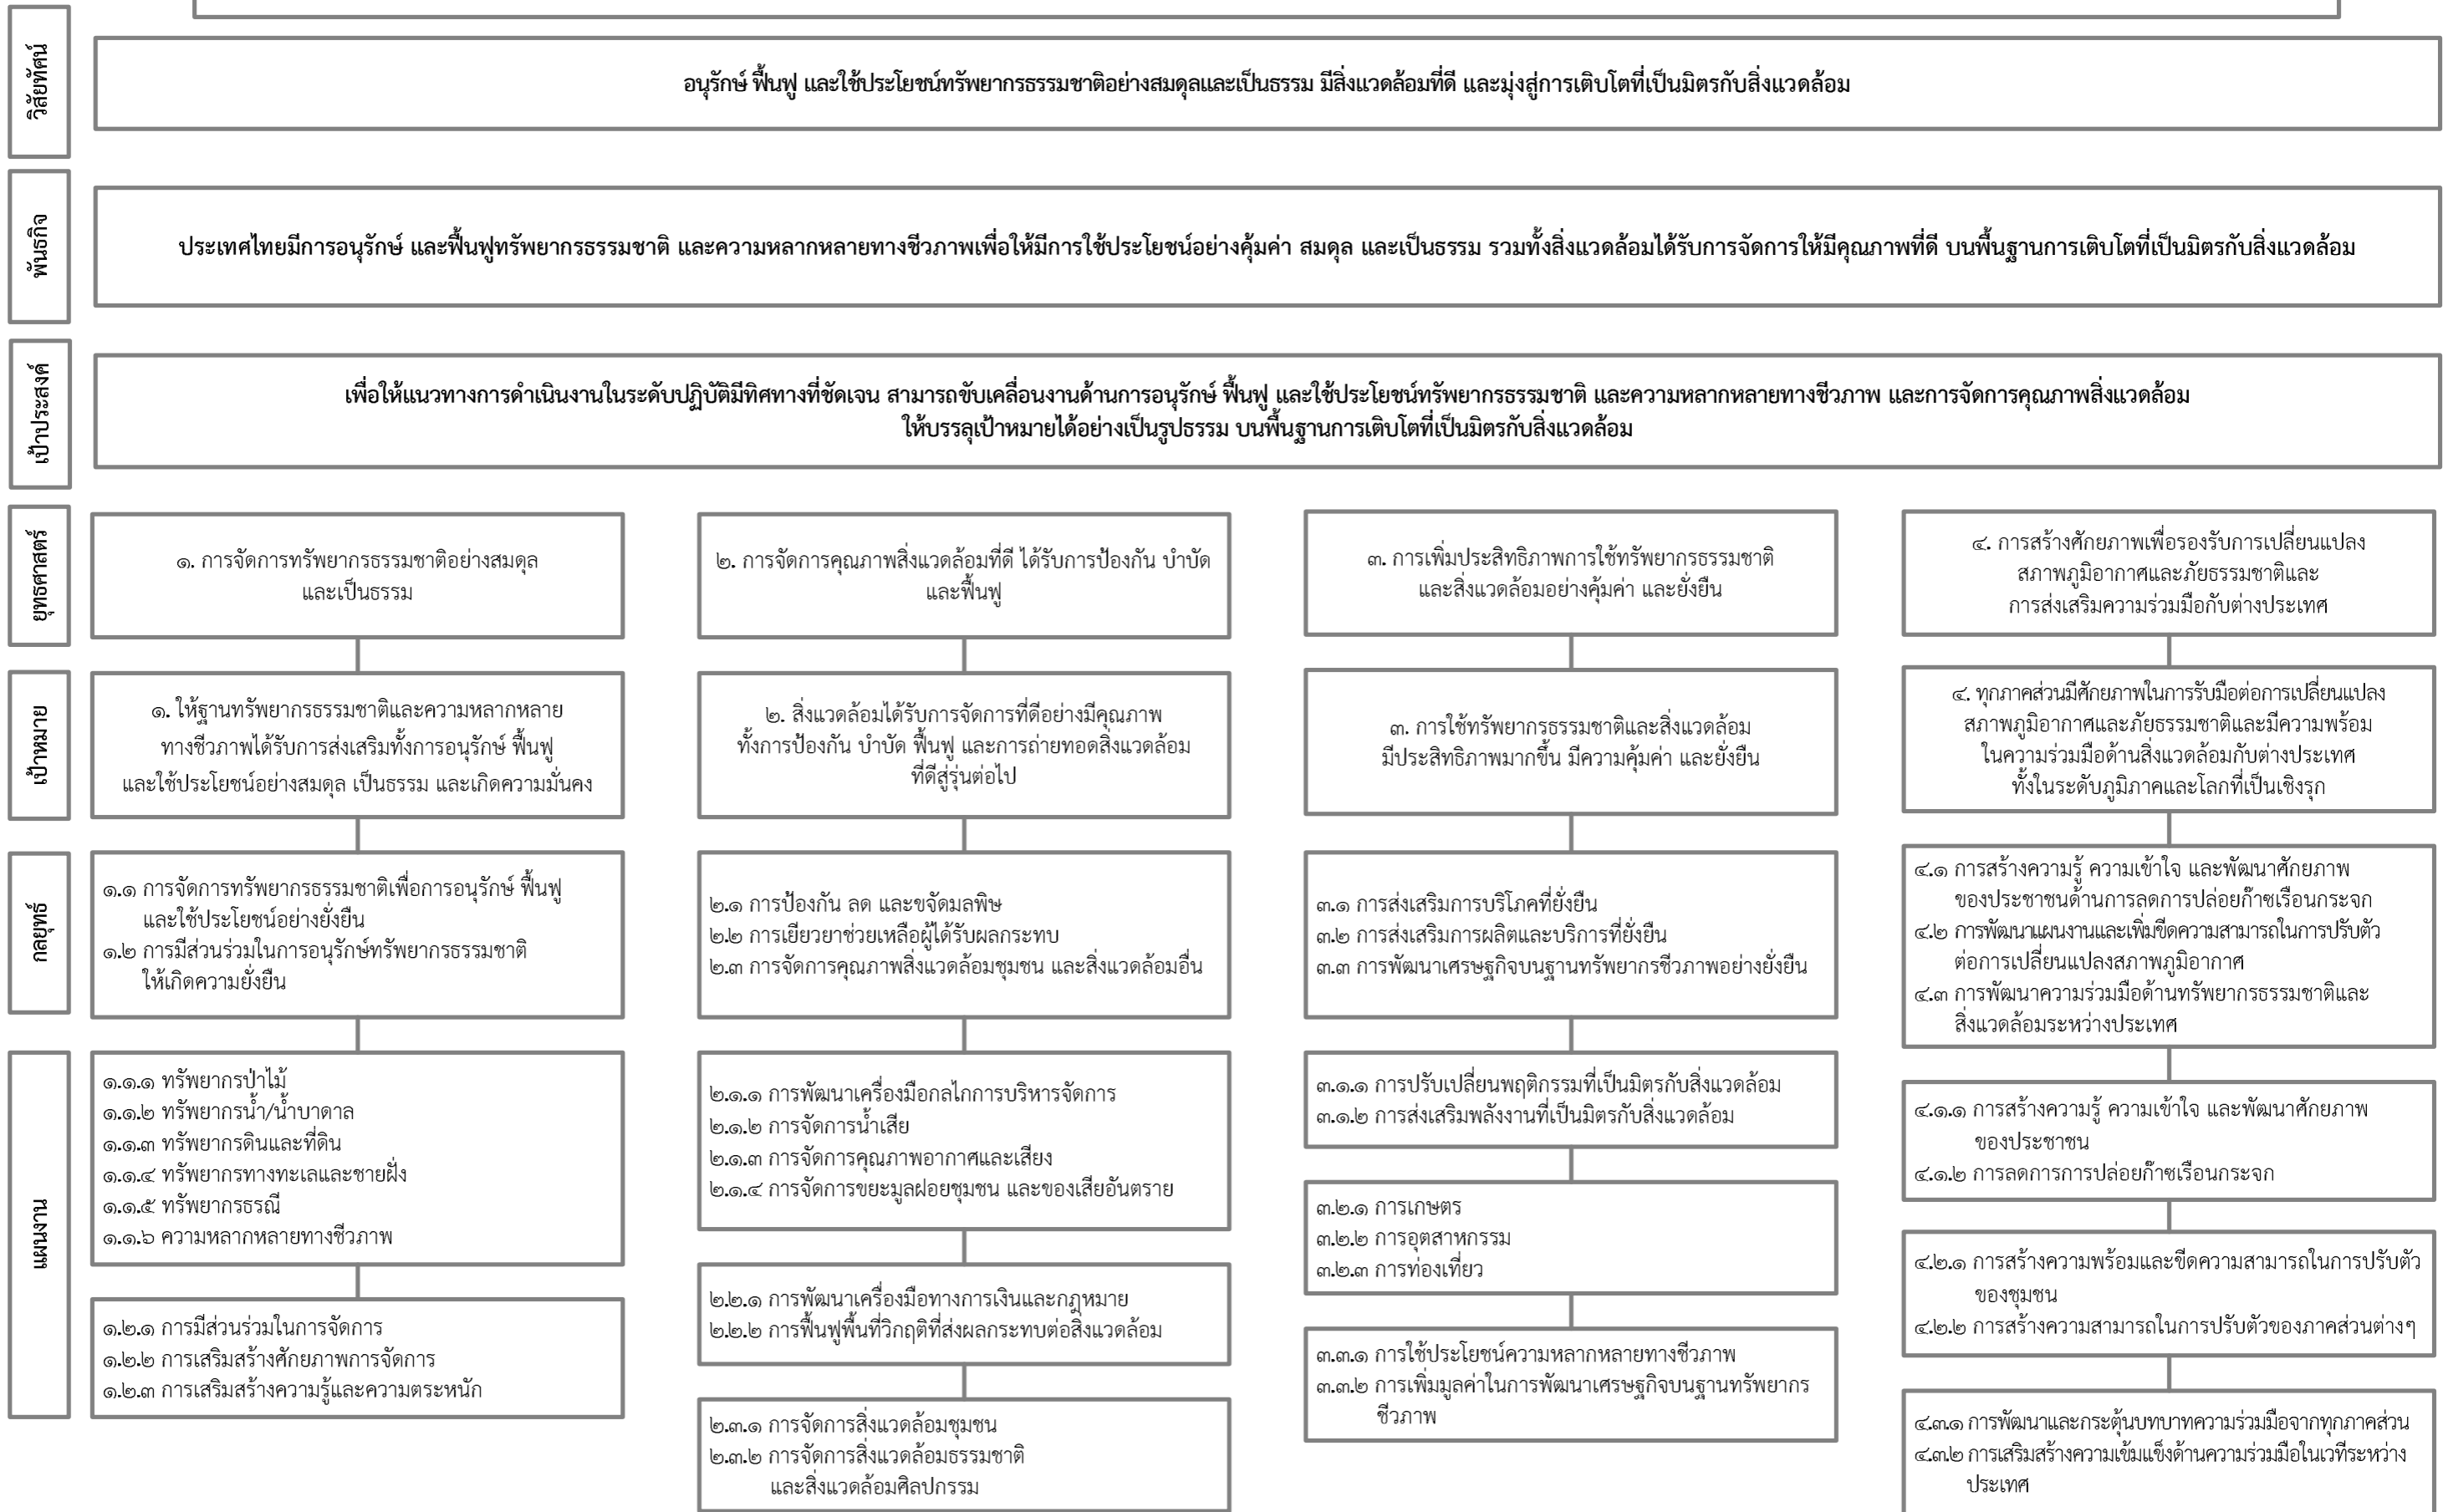 วิสัยทัศน์
อนุรักษ์ ฟื้นฟู และใช้ประโยชน์ทรัพยากรธรรมชาติอย่างสมดุลและเป็นธรรม มีสิ่งแวดล้อมที่ดี และมุ่งสู่การเติบโตที่เป็นมิตรกับสิ่งแวดล้อม
พันธกิจ
ประเทศไทยมีการอนุรักษ์ และฟื้นฟูทรัพยากรธรรมชาติ และความหลากหลายทางชีวภาพเพื่อให้มีการใช้ประโยชน์อย่างคุ้มค่า สมดุล และเป็นธรรม รวมทั้งสิ่งแวดล้อมได้รับการจัดการให้มีคุณภาพที่ดี บนพื้นฐานการเติบโตที่เป็นมิตรกับสิ่งแวดล้อม
เป้าประสงค์
เพื่อให้แนวทางการดำเนินงานในระดับปฏิบัติมีทิศทางที่ชัดเจน สามารถขับเคลื่อนงานด้านการอนุรักษ์ ฟื้นฟู และใช้ประโยชน์ทรัพยากรธรรมชาติ และความหลากหลายทางชีวภาพ และการจัดการคุณภาพสิ่งแวดล้อม
ให้บรรลุเป้าหมายได้อย่างเป็นรูปธรรม บนพื้นฐานการเติบโตที่เป็นมิตรกับสิ่งแวดล้อม
ยุทธศาสตร์
๑. การจัดการทรัพยากรธรรมชาติอย่างสมดุล
และเป็นธรรม
๒. การจัดการคุณภาพสิ่งแวดล้อมที่ดี ได้รับการป้องกัน บำบัด
และฟื้นฟู
๓. การเพิ่มประสิทธิภาพการใช้ทรัพยากรธรรมชาติ
และสิ่งแวดล้อมอย่างคุ้มค่า และยั่งยืน
๔. การสร้างศักยภาพเพื่อรองรับการเปลี่ยนแปลง
สภาพภูมิอากาศและภัยธรรมชาติและ
การส่งเสริมความร่วมมือกับต่างประเทศ
เป้าหมาย
๑. ให้ฐานทรัพยากรธรรมชาติและความหลากหลาย
ทางชีวภาพได้รับการส่งเสริมทั้งการอนุรักษ์ ฟื้นฟู
และใช้ประโยชน์อย่างสมดุล เป็นธรรม และเกิดความมั่นคง
๒. สิ่งแวดล้อมได้รับการจัดการที่ดีอย่างมีคุณภาพ
ทั้งการป้องกัน บำบัด ฟื้นฟู และการถ่ายทอดสิ่งแวดล้อม
ที่ดีสู่รุ่นต่อไป
๓. การใช้ทรัพยากรธรรมชาติและสิ่งแวดล้อม
มีประสิทธิภาพมากขึ้น มีความคุ้มค่า และยั่งยืน
๔. ทุกภาคส่วนมีศักยภาพในการรับมือต่อการเปลี่ยนแปลง
สภาพภูมิอากาศและภัยธรรมชาติและมีความพร้อม
ในความร่วมมือด้านสิ่งแวดล้อมกับต่างประเทศ
ทั้งในระดับภูมิภาคและโลกที่เป็นเชิงรุก
กลยุทธ์
๑.๑ การจัดการทรัพยากรธรรมชาติเพื่อการอนุรักษ์ ฟื้นฟู
และใช้ประโยชน์อย่างยั่งยืน
๑.๒ การมีส่วนร่วมในการอนุรักษ์ทรัพยากรธรรมชาติ
ให้เกิดความยั่งยืน
๒.๑ การป้องกัน ลด และขจัดมลพิษ
๒.๒ การเยียวยาช่วยเหลือผู้ได้รับผลกระทบ
๒.๓ การจัดการคุณภาพสิ่งแวดล้อมชุมชน และสิ่งแวดล้อมอื่น
๓.๑ การส่งเสริมการบริโภคที่ยั่งยืน
๓.๒ การส่งเสริมการผลิตและบริการที่ยั่งยืน
๓.๓ การพัฒนาเศรษฐกิจบนฐานทรัพยากรชีวภาพอย่างยั่งยืน
๔.๑ การสร้างความรู้ ความเข้าใจ และพัฒนาศักยภาพ
ของประชาชนด้านการลดการปล่อยก๊าซเรือนกระจก
๔.๒ การพัฒนาแผนงานและเพิ่มขีดความสามารถในการปรับตัว
ต่อการเปลี่ยนแปลงสภาพภูมิอากาศ
๔.๓ การพัฒนาความร่วมมือด้านทรัพยากรธรรมชาติและ
สิ่งแวดล้อมระหว่างประเทศ
แผนงาน
๑.๑.๑ ทรัพยากรป่าไม้
๑.๑.๒ ทรัพยากรน้ำ/น้ำบาดาล
๑.๑.๓ ทรัพยากรดินและที่ดิน
๑.๑.๔ ทรัพยากรทางทะเลและชายฝั่ง
๑.๑.๕ ทรัพยากรธรณี
๑.๑.๖ ความหลากหลายทางชีวภาพ
๑.๒.๑ การมีส่วนร่วมในการจัดการ
๑.๒.๒ การเสริมสร้างศักยภาพการจัดการ
๑.๒.๓ การเสริมสร้างความรู้และความตระหนัก
๒.๑.๑ การพัฒนาเครื่องมือกลไกการบริหารจัดการ
๒.๑.๒ การจัดการน้ำเสีย
๒.๑.๓ การจัดการคุณภาพอากาศและเสียง
๒.๑.๔ การจัดการขยะมูลฝอยชุมชน และของเสียอันตราย
๒.๒.๑ การพัฒนาเครื่องมือทางการเงินและกฎหมาย
๒.๒.๒ การฟื้นฟูพื้นที่วิกฤติที่ส่งผลกระทบต่อสิ่งแวดล้อม
๒.๓.๑ การจัดการสิ่งแวดล้อมชุมชน
๒.๓.๒ การจัดการสิ่งแวดล้อมธรรมชาติ
และสิ่งแวดล้อมศิลปกรรม
๓.๑.๑ การปรับเปลี่ยนพฤติกรรมที่เป็นมิตรกับสิ่งแวดล้อม
๓.๑.๒ การส่งเสริมพลังงานที่เป็นมิตรกับสิ่งแวดล้อม
๓.๒.๑ การเกษตร
๓.๒.๒ การอุตสาหกรรม
๓.๒.๓ การท่องเที่ยว
๓.๓.๑ การใช้ประโยชน์ความหลากหลายทางชีวภาพ
๓.๓.๒ การเพิ่มมูลค่าในการพัฒนาเศรษฐกิจบนฐานทรัพยากร
ชีวภาพ
๔.๑.๑ การสร้างความรู้ ความเข้าใจ และพัฒนาศักยภาพ
ของประชาชน
๔.๑.๒ การลดการการปล่อยก๊าซเรือนกระจก
๔.๒.๑ การสร้างความพร้อมและขีดความสามารถในการปรับตัว
ของชุมชน
๔.๒.๒ การสร้างความสามารถในการปรับตัวของภาคส่วนต่างๆ
๔.๓.๑ การพัฒนาและกระตุ้นบทบาทความร่วมมือจากทุกภาคส่วน
๔.๓.๒ การเสริมสร้างความเข้มแข็งด้านความร่วมมือในเวทีระหว่าง
ประเทศ